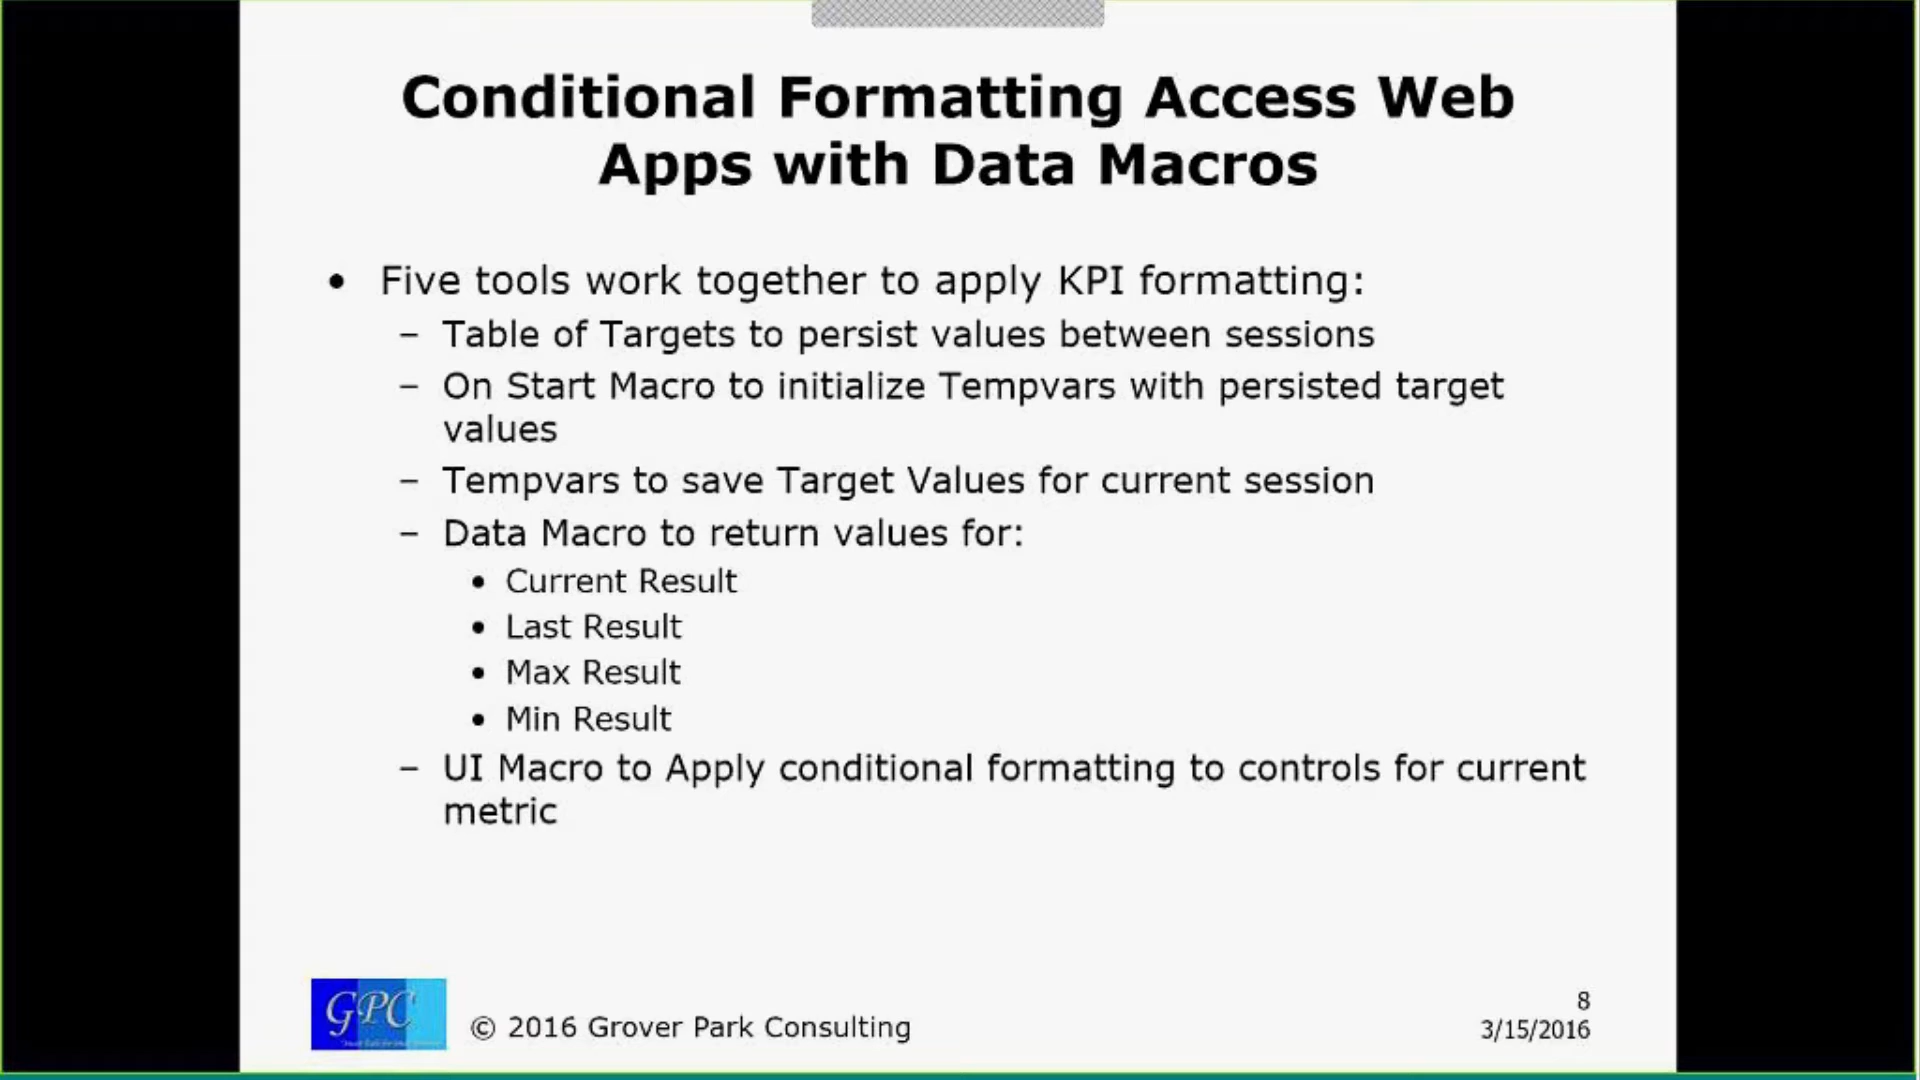 Conditional Formatting Access Web
Apps with Data Macros
• Five tools work together to apply KPI formatting:
– Table of Targets to persist values between sessions
– On Start Macro to initialize Tempvars with persisted target
values
– Tempvars to save Target Values for current session
– Data Macro to return values for:
• Current Result
• Last Result
• Max Result
• Min Result
– UI Macro to Apply conditional formatting to controls for current
metric
GPC
© 2016 Grover Park Consulting
8
3/15/2016